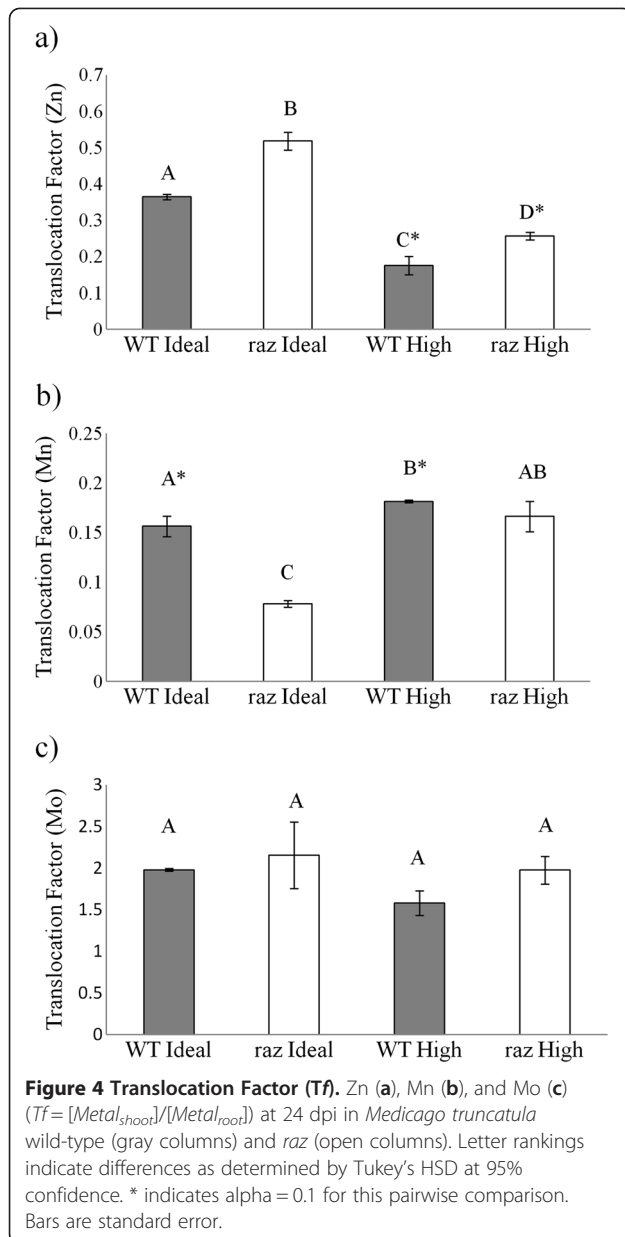 a)
Translocation Factor (Zn)
0.7
0.6
0.5
0.4
0.3
0.2
0.1
0
A
B
C*
D*
WT Ideal raz Ideal WT High raz High
b)
Translocation Factor (Mn)
0.25
0.2
0.15
0.1
0.05
0
A*
C
B*
AB
WT Ideal raz Ideal WT High raz High
c)
Translocation Factor (Mo)
3
2.5
2
1.5
1
0.5
0
A
A
A
A
WT Ideal raz Ideal WT High raz High
Figure 4 Translocation Factor (Tf). Zn (a), Mn (b), and Mo (c)
(Tf = [Metal_shoot]/[Metal_root]) at 24 dpi in Medicago truncatula
wild-type (gray columns) and raz (open columns). Letter rankings
indicate differences as determined by Tukey's HSD at 95%
confidence. * indicates alpha = 0.1 for this pairwise comparison.
Bars are standard error.